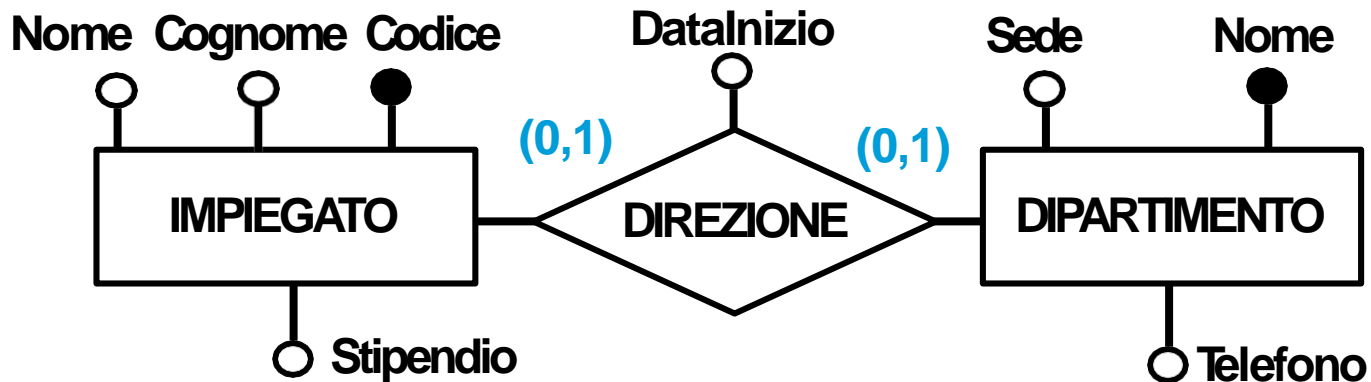 Nome Cognome Codice DataInizio Sede Nome
(0,1) (0,1)
IMPIEGATO DIREZIONE DIPARTIMENTO
Stipendio Telefono